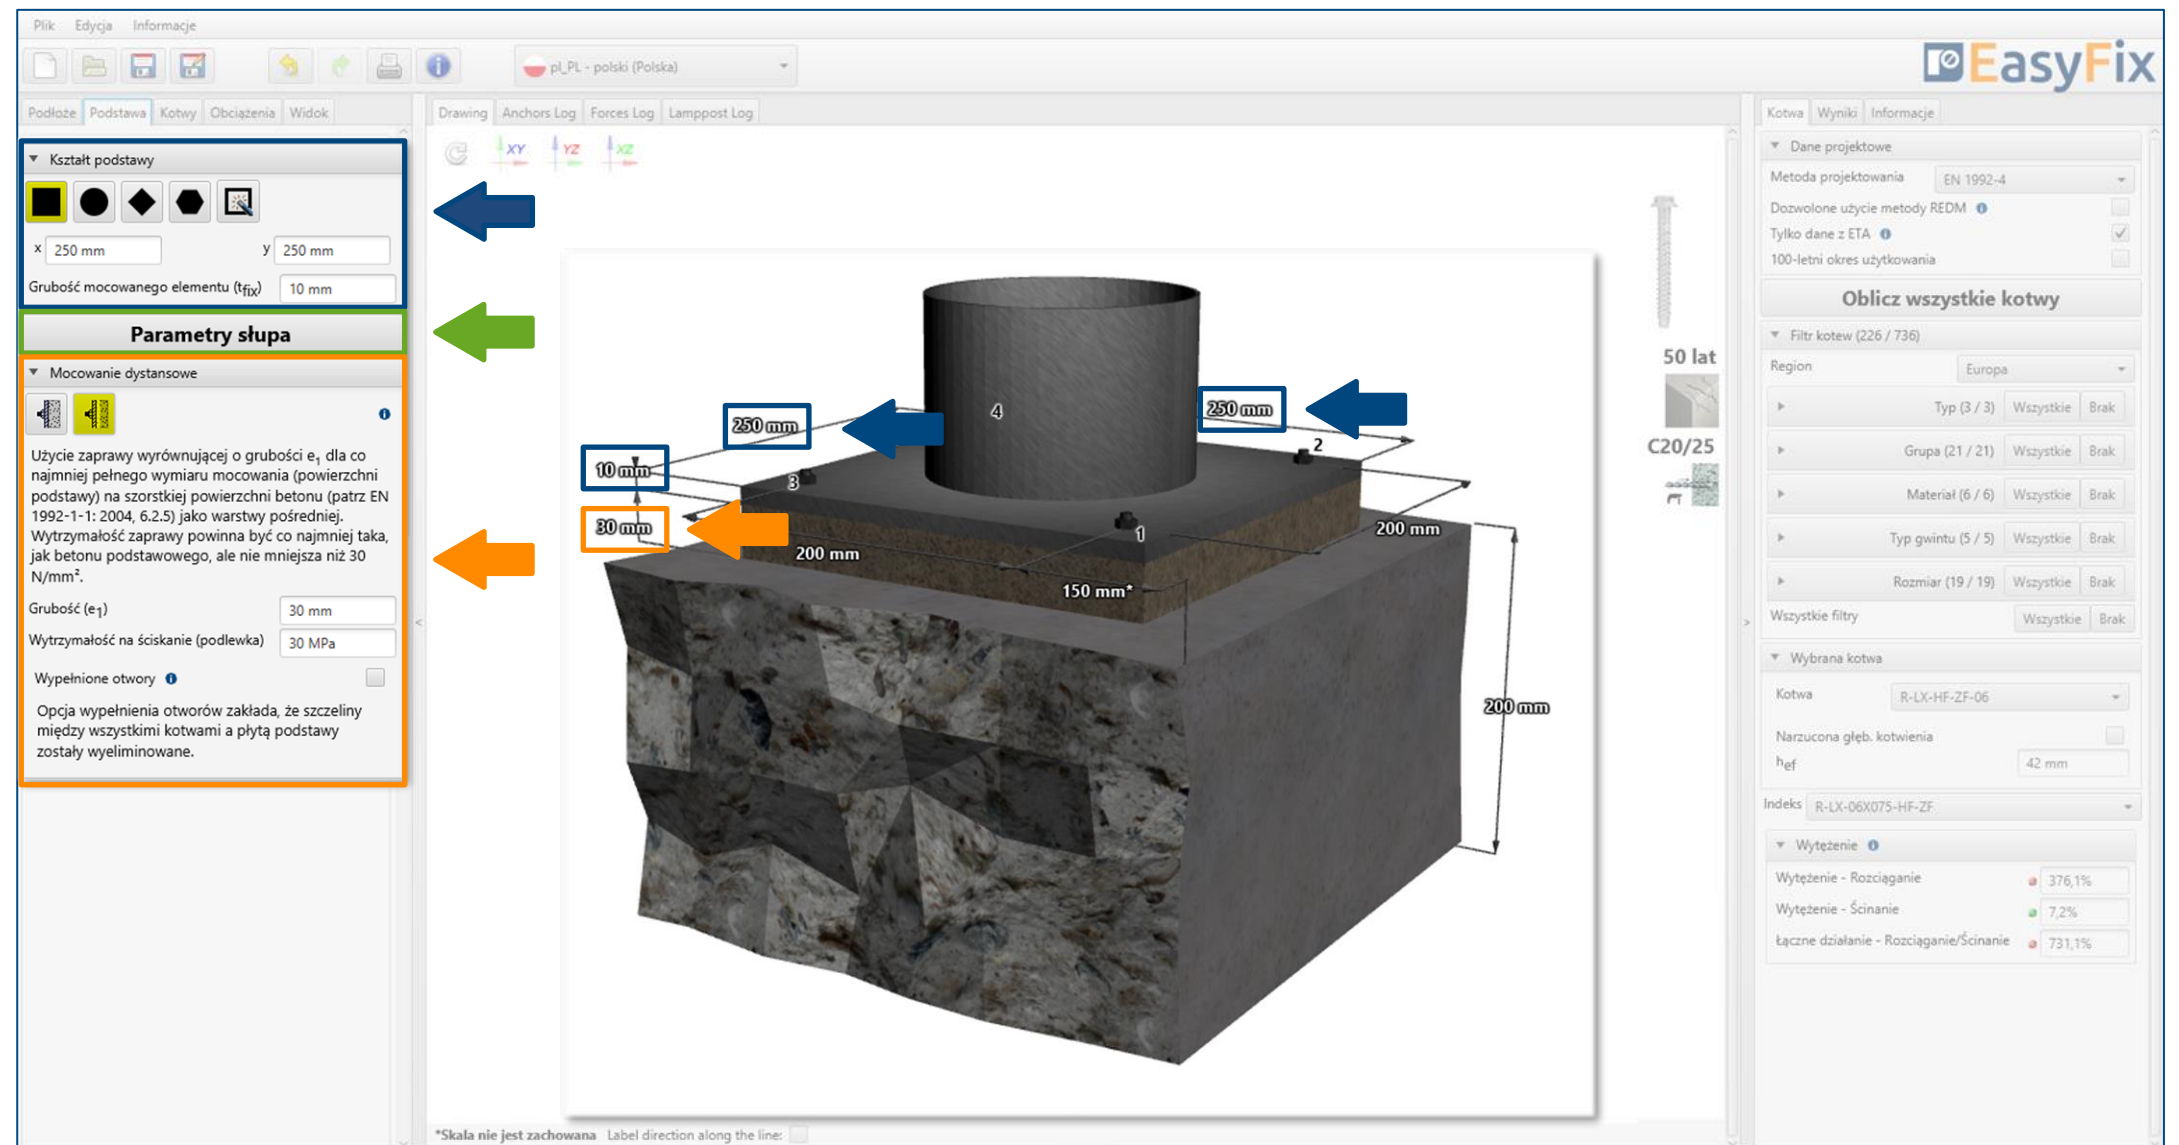 Plik Edycja Informacje
pl_PL - polski (Polska)
EasyFix
Podłoże Podstawa Kotwy Obciążenia Widok
Kształt podstawy
x 250 mm y 250 mm
Grubość mocowanego elementu (tfix) 10 mm
Parametry słupa
Mocowanie dystansowe
Użycie zaprawy wyrównującej o grubości e1 dla co
najmniej pełnego wymiaru mocowania (powierzchni
podstawy) na szorstkiej powierzchni betonu (patrz EN
1992-1-1: 2004, 6.2.5) jako warstwy pośredniej.
Wytrzymałość zaprawy powinna być co najmniej taka,
jak betonu podstawowego, ale nie mniejsza niż 30
N/mm².
Grubość (e1) 30 mm
Wytrzymałość na ściskanie (podlewka) 30 MPa
Wypełnione otwory
Opcja wypełnienia otworów zakłada, że szczeliny
między wszystkimi kotwami a płytą podstawy
zostały wyeliminowane.
Drawing Anchors Log Forces Log Lamppost Log
XY YZ XZ
50 lat
C20/25
250 mm
250 mm
10 mm
30 mm
4
2
3
1
200 mm
200 mm
150 mm*
200 mm
*Skala nie jest zachowana Label direction along the line:
Kotwa Wyniki Informacje
Dane projektowe
Metoda projektowania EN 1992-4
Dozwolone użycie metody REDM
Tylko dane z ETA
100-letni okres użytkowania
Oblicz wszystkie kotwy
Filtr kotew (226 / 736)
Region Europa
Typ (3 / 3) Wszystkie Brak
Grupa (21 / 21) Wszystkie Brak
Materiał (6 / 6) Wszystkie Brak
Typ gwintu (5 / 5) Wszystkie Brak
Rozmiar (19 / 19) Wszystkie Brak
Wszystkie filtry Wszystkie Brak
Wybrana kotwa
Kotwa R-LX-HF-ZF-06
Narzucona głęb. kotwienia
hef 42 mm
Indeks R-LX-06X075-HF-ZF
Wytężenie
Wytężenie - Rozciąganie 376,1%
Wytężenie - Ścinanie 7,2%
Łączne działanie - Rozciąganie/Ścinanie 731,1%